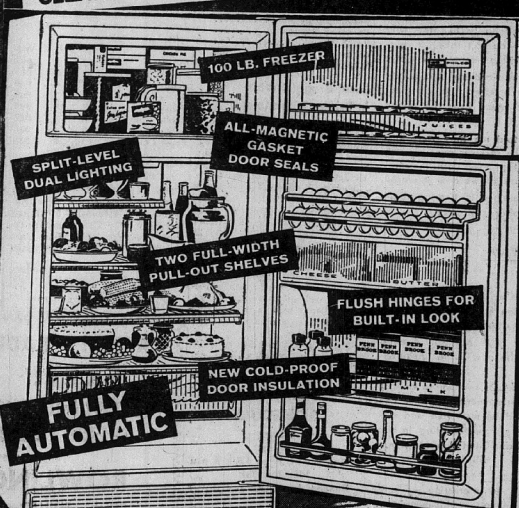 100 LB. FREEZER
JUICES
ALL-MAGNETIC
GASKET
DOOR SEALS
SPLIT-LEVEL
DUAL LIGHTING
TWO FULL-WIDTH
PULL-OUT SHELVES
CHEESE
BUTTER
FLUSH HINGES FOR
BUILT-IN LOOK
PENN
BROOK
PENN
BROOK
PENN
BROOK
PENN
BROOK
NEW COLD-PROOF
DOOR INSULATION
MILK
FULLY
AUTOMATIC